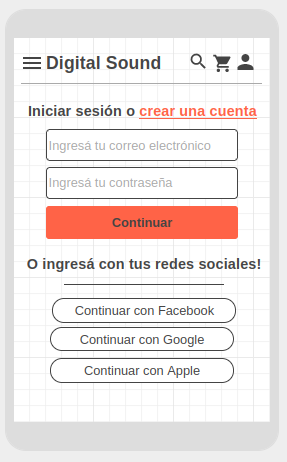 Digital Sound
Iniciar sesión o crear una cuenta
Ingresá tu correo electrónico
Ingresá tu contraseña
Continuar
O ingresá con tus redes sociales!
Continuar con Facebook
Continuar con Google
Continuar con Apple